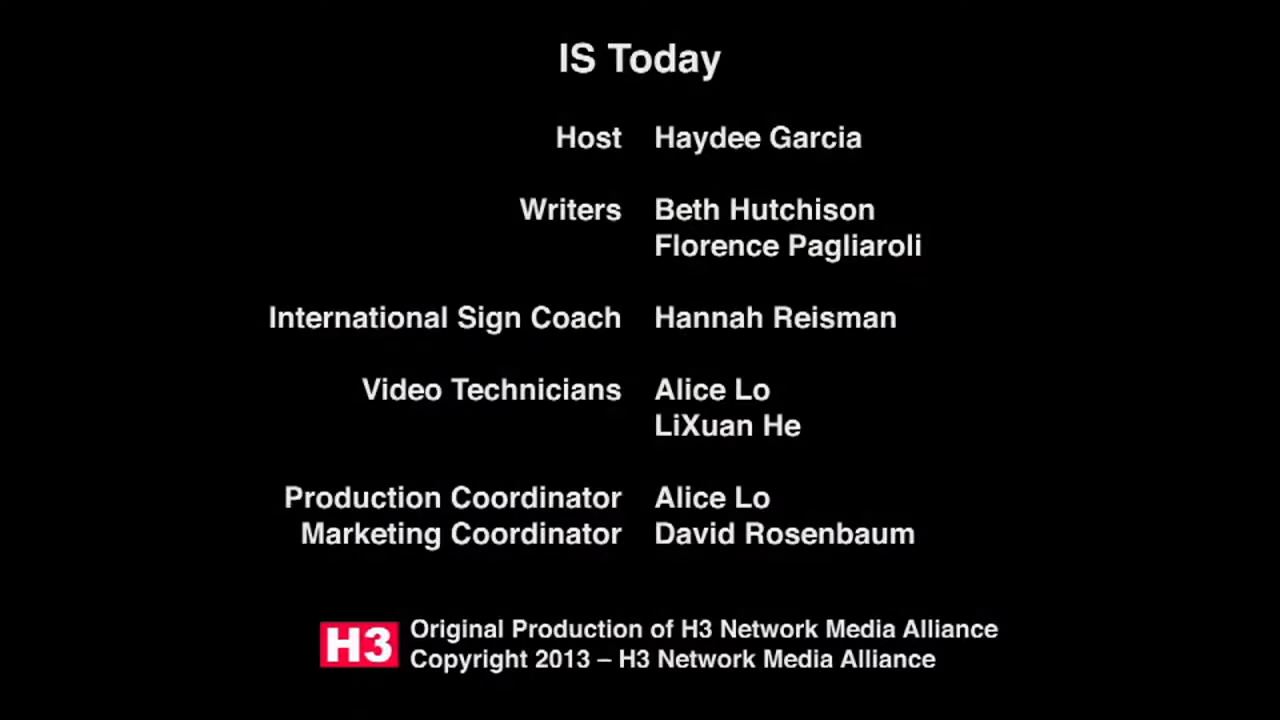 IS Today
Host Haydee Garcia
Writers Beth Hutchison
Florence Pagliaroli
International Sign Coach Hannah Reisman
Video Technicians Alice Lo
LiXuan He
Production Coordinator Alice Lo
Marketing Coordinator David Rosenbaum
H3 Original Production of H3 Network Media Alliance
Copyright 2013 – H3 Network Media Alliance